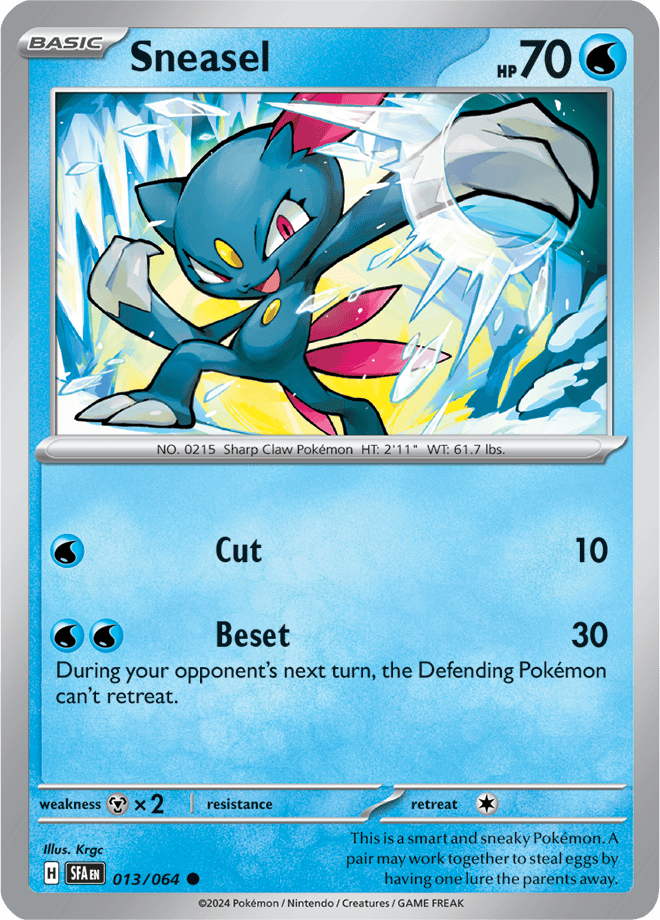 BASIC
Sneasel
HP 70
NO. 0215 Sharp Claw Pokémon HT: 2'11" WT: 61.7 lbs.
Cut 10
Beset 30
During your opponent's next turn, the Defending Pokémon
can't retreat.
weakness ×2 resistance retreat
Illus. Krgc
This is a smart and sneaky Pokémon. A
pair may work together to steal eggs by
having one lure the parents away.
H SFA EN 013/064
©2024 Pokémon / Nintendo / Creatures / GAME FREAK